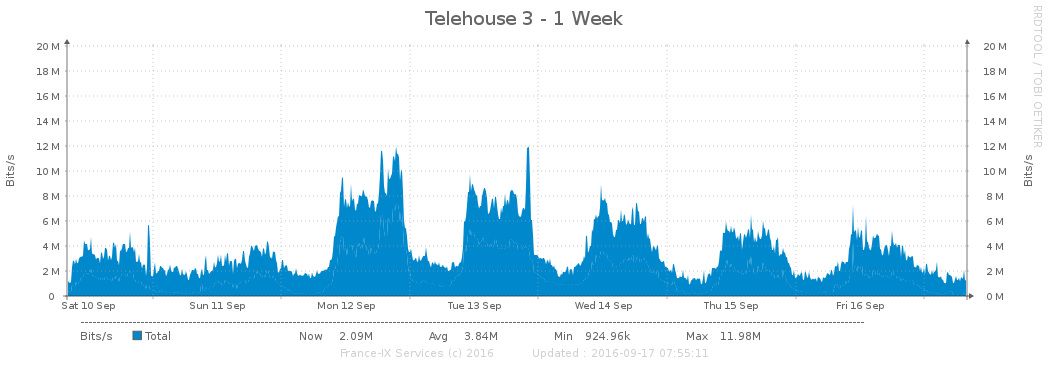 Telehouse 3 - 1 Week
RRDTOOL / TOBI OETIKER
Bits/s
20 M 20 M
18 M 18 M
16 M 16 M
14 M 14 M
12 M 12 M
10 M 10 M
8 M 8 M
6 M 6 M
4 M 4 M
2 M 2 M
0 0 M
Bits/s
Sat 10 Sep Sun 11 Sep Mon 12 Sep Tue 13 Sep Wed 14 Sep Thu 15 Sep Fri 16 Sep
Bits/s Total Now 2.09M Avg 3.84M Min 924.96k Max 11.98M
France-IX Services (c) 2016 Updated : 2016-09-17 07:55:11